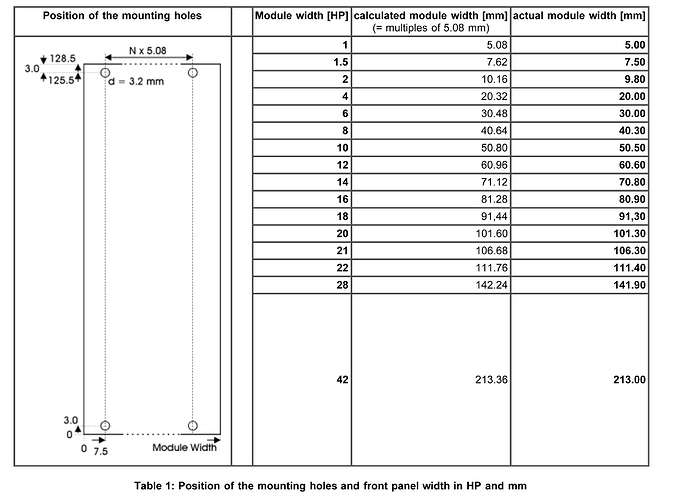 Position of the mounting holes
Module width [HP] calculated module width [mm] actual module width [mm]
(= multiples of 5.08 mm)
N x 5.08
128.5
3.0
125.5
d = 3.2 mm
3.0
0
0
7.5
Module Width
1 5.08 5.00
1.5 7.62 7.50
2 10.16 9.80
4 20.32 20.00
6 30.48 30.00
8 40.64 40.30
10 50.80 50.50
12 60.96 60.60
14 71.12 70.80
16 81.28 80.90
18 91,44 91,30
20 101.60 101.30
21 106.68 106.30
22 111.76 111.40
28 142.24 141.90
42 213.36 213.00
Table 1: Position of the mounting holes and front panel width in HP and mm